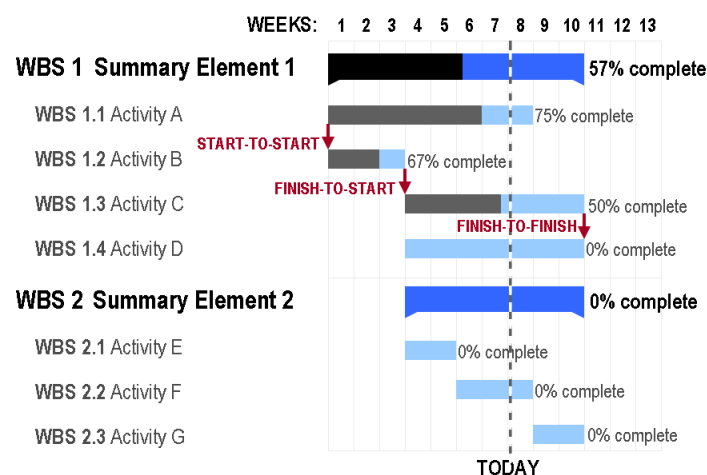 WEEKS: 1 2 3 4 5 6 7 8 9 10 11 12 13
WBS 1 Summary Element 1 57% complete
WBS 1.1 Activity A 75% complete
START-TO-START
WBS 1.2 Activity B 67% complete
FINISH-TO-START
WBS 1.3 Activity C 50% complete
FINISH-TO-FINISH
WBS 1.4 Activity D 0% complete
WBS 2 Summary Element 2 0% complete
WBS 2.1 Activity E 0% complete
WBS 2.2 Activity F 0% complete
WBS 2.3 Activity G 0% complete
TODAY